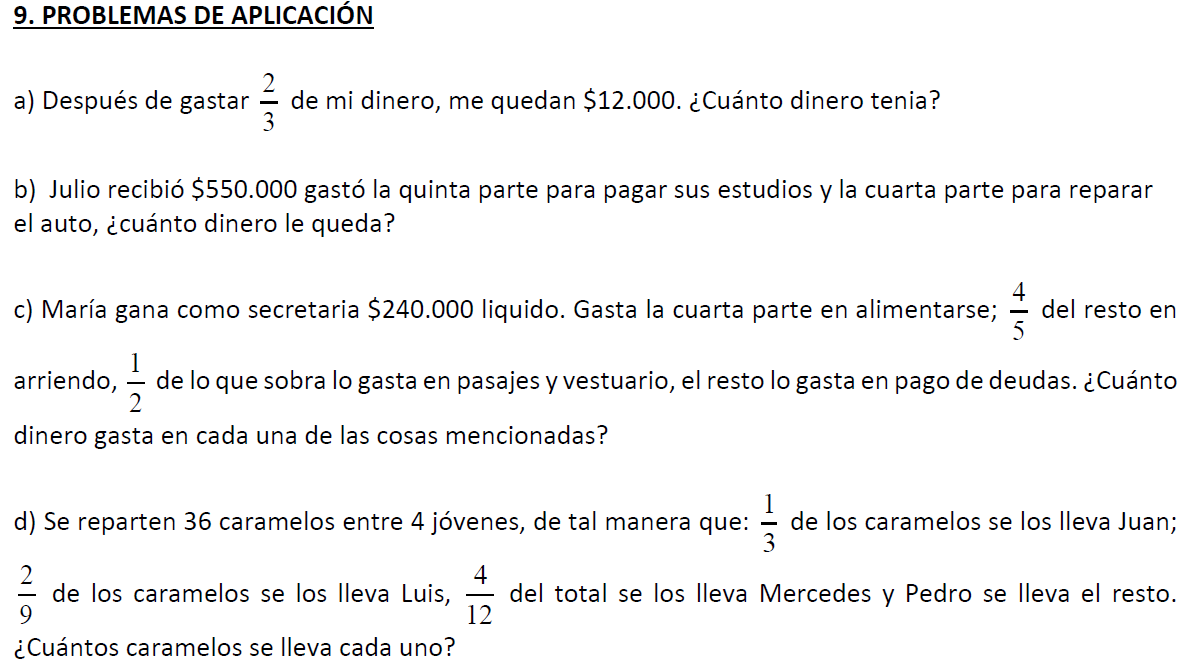 9. PROBLEMAS DE APLICACIÓN
a) Después de gastar 2/3 de mi dinero, me quedan $12.000. ¿Cuánto dinero tenia?
b) Julio recibió $550.000 gastó la quinta parte para pagar sus estudios y la cuarta parte para reparar
el auto, ¿cuánto dinero le queda?
c) María gana como secretaria $240.000 liquido. Gasta la cuarta parte en alimentarse; 4/5 del resto en
arriendo, 1/2 de lo que sobra lo gasta en pasajes y vestuario, el resto lo gasta en pago de deudas. ¿Cuánto
dinero gasta en cada una de las cosas mencionadas?
d) Se reparten 36 caramelos entre 4 jóvenes, de tal manera que: 1/3 de los caramelos se los lleva Juan;
2/9 de los caramelos se los lleva Luis, 4/12 del total se los lleva Mercedes y Pedro se lleva el resto.
¿Cuántos caramelos se lleva cada uno?